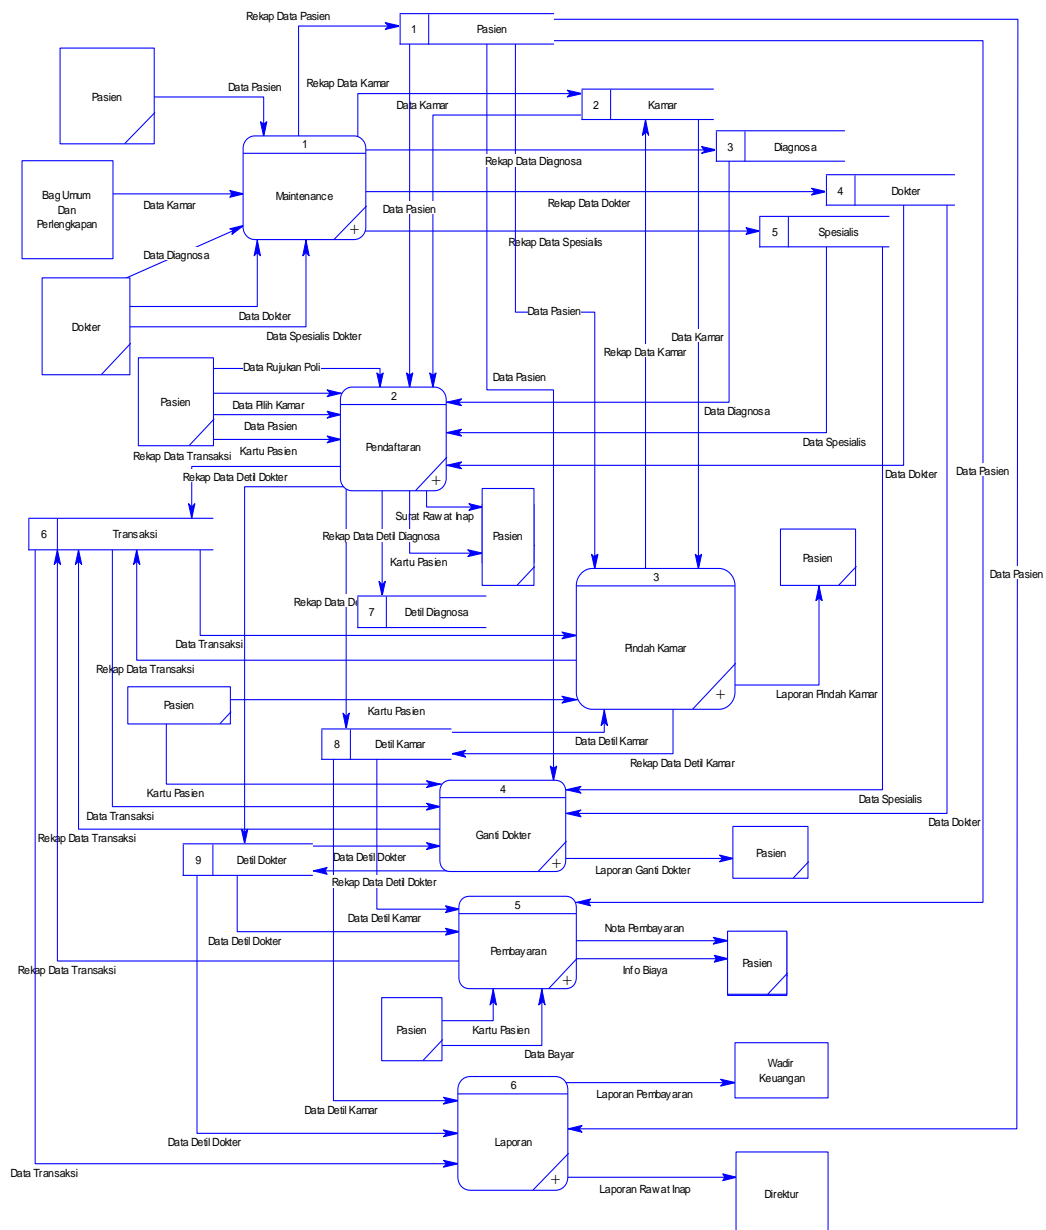 Rekap Data Pasien
1
Pasien
Pasien
Data Pasien
Rekap Data Kamar
Data Kamar
2
Kamar
1
Maintenance
+
Rekap Data Diagnosa
3
Diagnosa
Bag Umum
Dan
Perlengkapan
Data Kamar
Rekap Data Dokter
4
Dokter
Data Pasien
Rekap Data Spesialis
5
Spesialis
Data Diagnosa
Dokter
Data Dokter
Data Spesialis Dokter
Data Pasien
Rekap Data Kamar
Data Kamar
Pasien
Data Rujukan Poli
Data Pilih Kamar
Data Pasien
Kartu Pasien
2
Pendaftaran
+
Data Pasien
Data Diagnosa
Data Spesialis
Data Dokter
Data Pasien
Rekap Data Transaksi
Rekap Data Detil Dokter
6
Transaksi
Surat Rawat Inap
Rekap Data Detil Diagnosa
Kartu Pasien
Pasien
Pasien
Data Pasien
Rekap Data De
7
Detil Diagnosa
3
Pindah Kamar
+
Data Transaksi
Rekap Data Transaksi
Laporan Pindah Kamar
Pasien
Kartu Pasien
8
Detil Kamar
Data Detil Kamar
Rekap Data Detil Kamar
Kartu Pasien
Data Transaksi
Rekap Data Transaksi
4
Ganti Dokter
+
Data Spesialis
Data Dokter
9
Detil Dokter
Data Detil Dokter
Rekap Data Detil Dokter
Laporan Ganti Dokter
Pasien
Data Detil Kamar
Data Detil Dokter
Rekap Data Transaksi
5
Pembayaran
+
Nota Pembayaran
Info Biaya
Pasien
Pasien
Kartu Pasien
Data Bayar
Data Detil Kamar
Data Detil Dokter
Data Transaksi
6
Laporan
+
Laporan Pembayaran
Wadir
Keuangan
Laporan Rawat Inap
Direktur